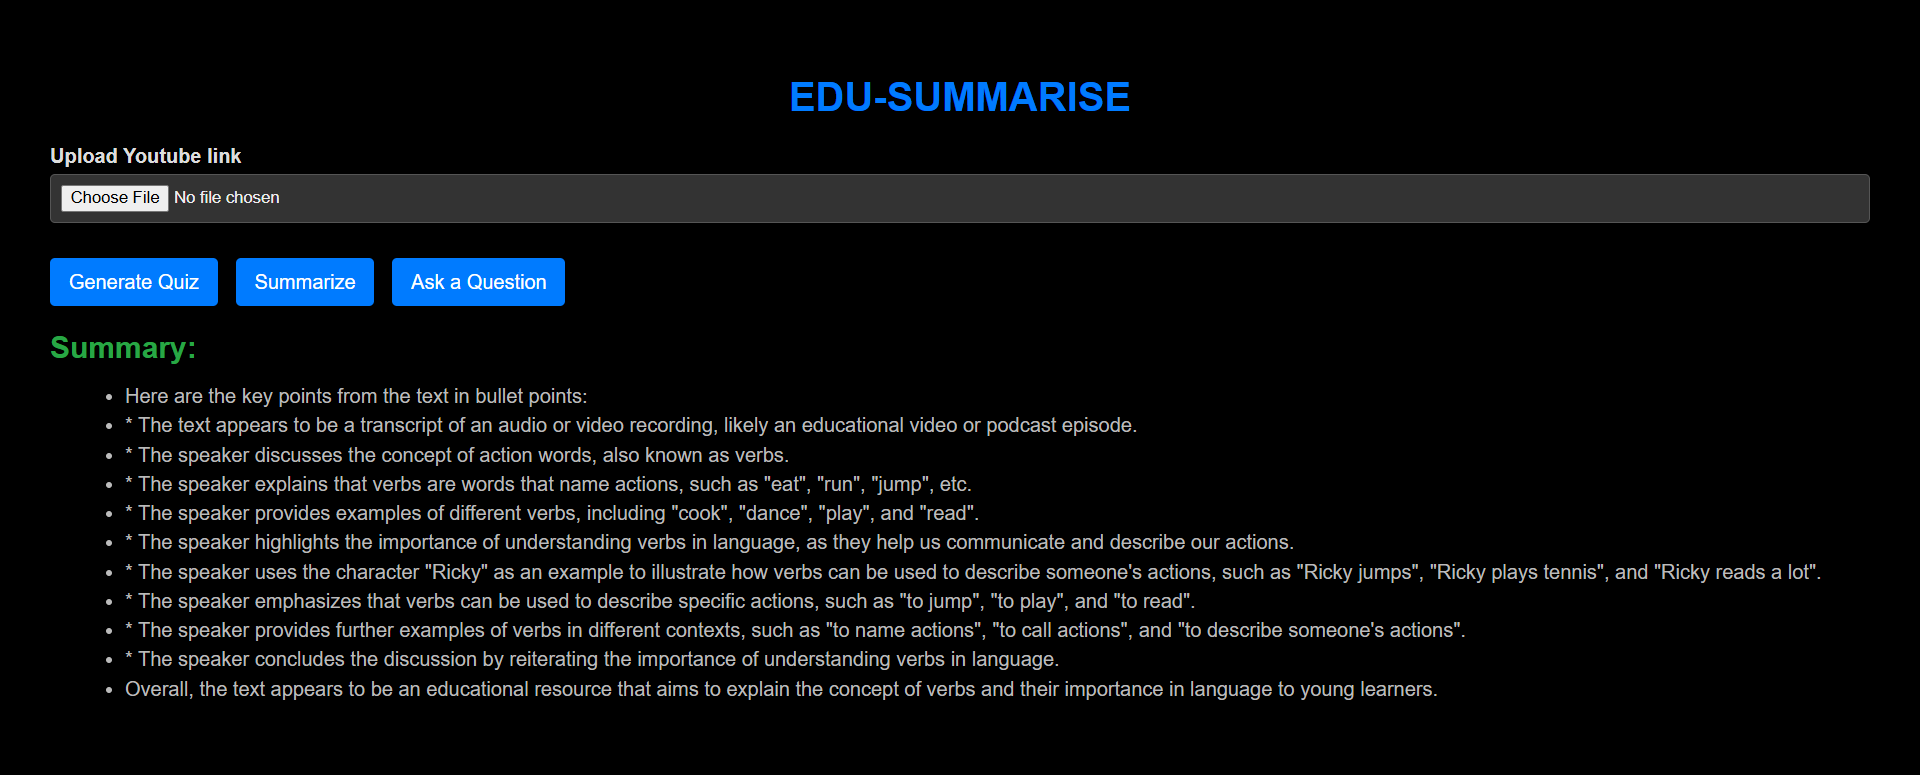 EDU-SUMMARISE
Upload Youtube link
Choose File No file chosen
Generate Quiz Summarize Ask a Question
Summary:
• Here are the key points from the text in bullet points:
• * The text appears to be a transcript of an audio or video recording, likely an educational video or podcast episode.
• * The speaker discusses the concept of action words, also known as verbs.
• * The speaker explains that verbs are words that name actions, such as "eat", "run", "jump", etc.
• * The speaker provides examples of different verbs, including "cook", "dance", "play", and "read".
• * The speaker highlights the importance of understanding verbs in language, as they help us communicate and describe our actions.
• * The speaker uses the character "Ricky" as an example to illustrate how verbs can be used to describe someone's actions, such as "Ricky jumps", "Ricky plays tennis", and "Ricky reads a lot".
• * The speaker emphasizes that verbs can be used to describe specific actions, such as "to jump", "to play", and "to read".
• * The speaker provides further examples of verbs in different contexts, such as "to name actions", "to call actions", and "to describe someone's actions".
• * The speaker concludes the discussion by reiterating the importance of understanding verbs in language.
• Overall, the text appears to be an educational resource that aims to explain the concept of verbs and their importance in language to young learners.